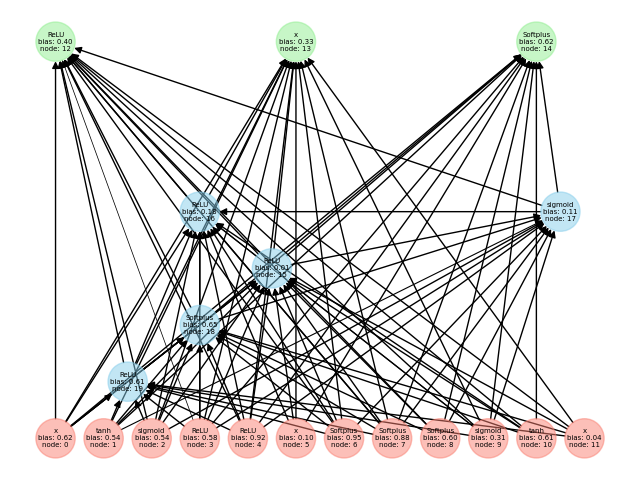 ReLU
bias: 0.40
node: 12
x
bias: 0.33
node: 13
Softplus
bias: 0.62
node: 14
ReLU
node: 16
sigmoid
bias: 0.11
node: 17
ReLU
bias: 0.01
node: 15
Softplus
bias: 0.65
node: 18
ReLU
bias: 0.61
node: 19
x
bias: 0.62
node: 0
tanh
bias: 0.54
node: 1
sigmoid
bias: 0.54
node: 2
ReLU
bias: 0.58
node: 3
ReLU
bias: 0.92
node: 4
x
bias: 0.10
node: 5
Softplus
bias: 0.95
node: 6
Softplus
bias: 0.88
node: 7
Softplus
bias: 0.60
node: 8
sigmoid
bias: 0.31
node: 9
tanh
bias: 0.61
node: 10
x
bias: 0.04
node: 11